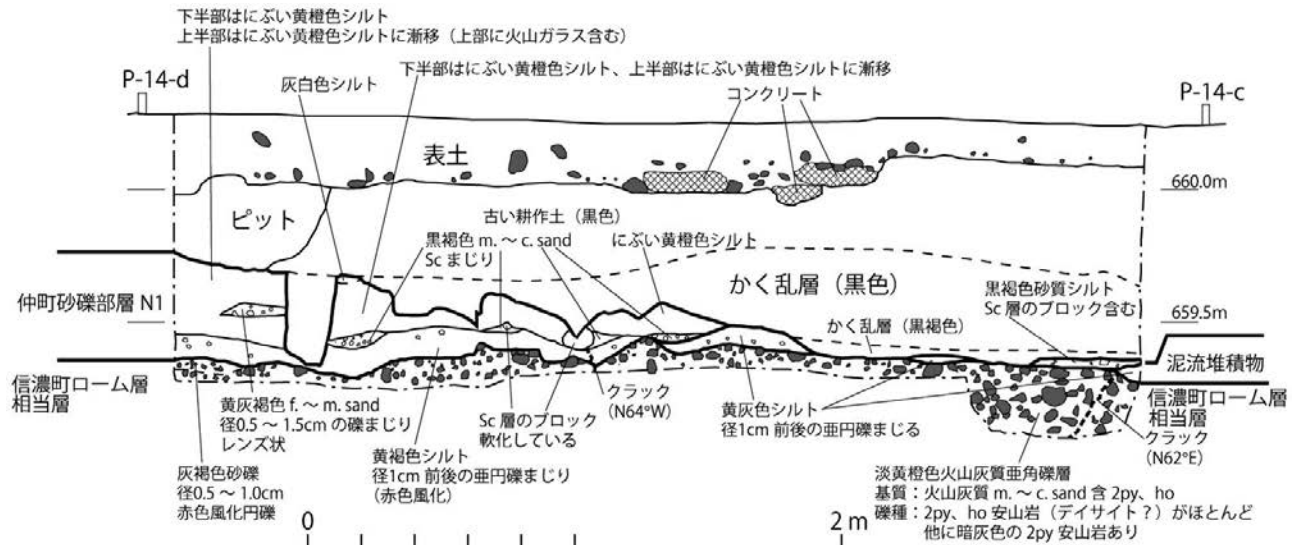 下半部はにぶい黄橙色シルト
上半部はにぶい黄橙色シルトに漸移（上部に火山ガラス含む）
P-14-d
灰白色シルト
下半部はにぶい黄橙色シルト、上半部はにぶい黄橙色シルトに漸移
コンクリート
P-14-c
表土
660.0m
ピット
古い耕作土（黒色）
黒褐色 m. ～ c. sand
Sc まじり
にぶい黄橙色シルト
かく乱層（黒色）
黒褐色砂質シルト
Sc 層のブロック含む
仲町砂礫部層 N1
659.5m
かく乱層（黒褐色）
泥流堆積物
信濃町ローム層
相当層
信濃町ローム層
相当層
黄灰褐色 f. ～ m. sand
径0.5 ～ 1.5cm の礫まじり
レンズ状
灰褐色砂礫
径0.5 ～ 1.0cm
赤色風化円礫
黄褐色シルト
径1cm 前後の亜円礫まじり
（赤色風化）
Sc 層のブロック
軟化している
クラック
（N64°W）
黄灰色シルト
径1cm 前後の亜円礫まじる
クラック
（N62°E）
淡黄橙色火山灰質亜角礫層
基質：火山灰質 m. ～ c. sand 含 2py、ho
礫種：2py、ho 安山岩（デイサイト？）がほとんど
他に暗灰色の 2py 安山岩あり
0
2 m